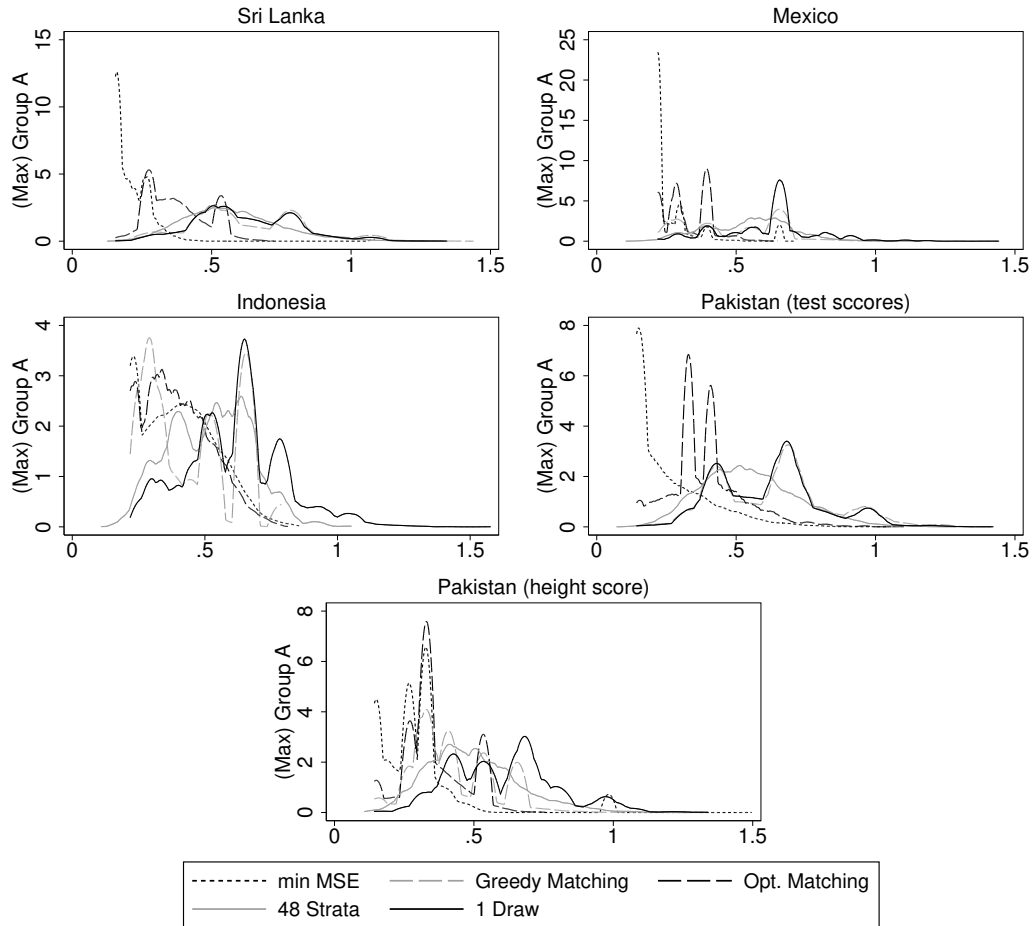 Sri Lanka
(Max) Group A
15
10
5
0
0 .5 1 1.5
Mexico
(Max) Group A
25
20
15
10
5
0
0 .5 1 1.5
Indonesia
(Max) Group A
4
3
2
1
0
0 .5 1 1.5
Pakistan (test sccores)
(Max) Group A
8
6
4
2
0
0 .5 1 1.5
Pakistan (height score)
(Max) Group A
8
6
4
2
0
0 .5 1 1.5
min MSE Greedy Matching Opt. Matching
48 Strata 1 Draw